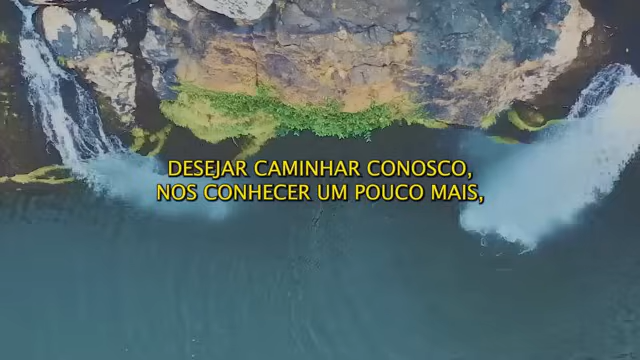 DESEJAR CAMINHAR CONOSCO,
NOS CONHECER UM POUCO MAIS,